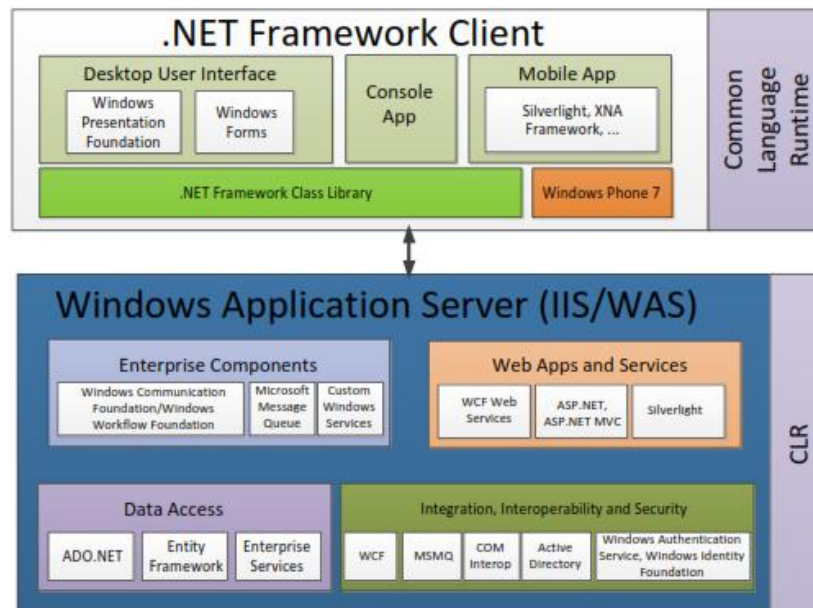 .NET Framework Client
Desktop User Interface
Windows
Presentation
Foundation
Windows
Forms
Console
App
Mobile App
Silverlight, XNA
Framework, ...
.NET Framework Class Library
Windows Phone 7
Common
Language
Runtime
Windows Application Server (IIS/WAS)
Enterprise Components
Windows Communication
Foundation/Windows
Workflow Foundation
Microsoft
Message
Queue
Custom
Windows
Services
Web Apps and Services
WCF Web
Services
ASP.NET,
ASP.NET MVC
Silverlight
CLR
Data Access
ADO.NET
Entity
Framework
Enterprise
Services
Integration, Interoperability and Security
WCF
MSMQ
COM
Interop
Active
Directory
Windows Authentication
Service, Windows Identity
Foundation